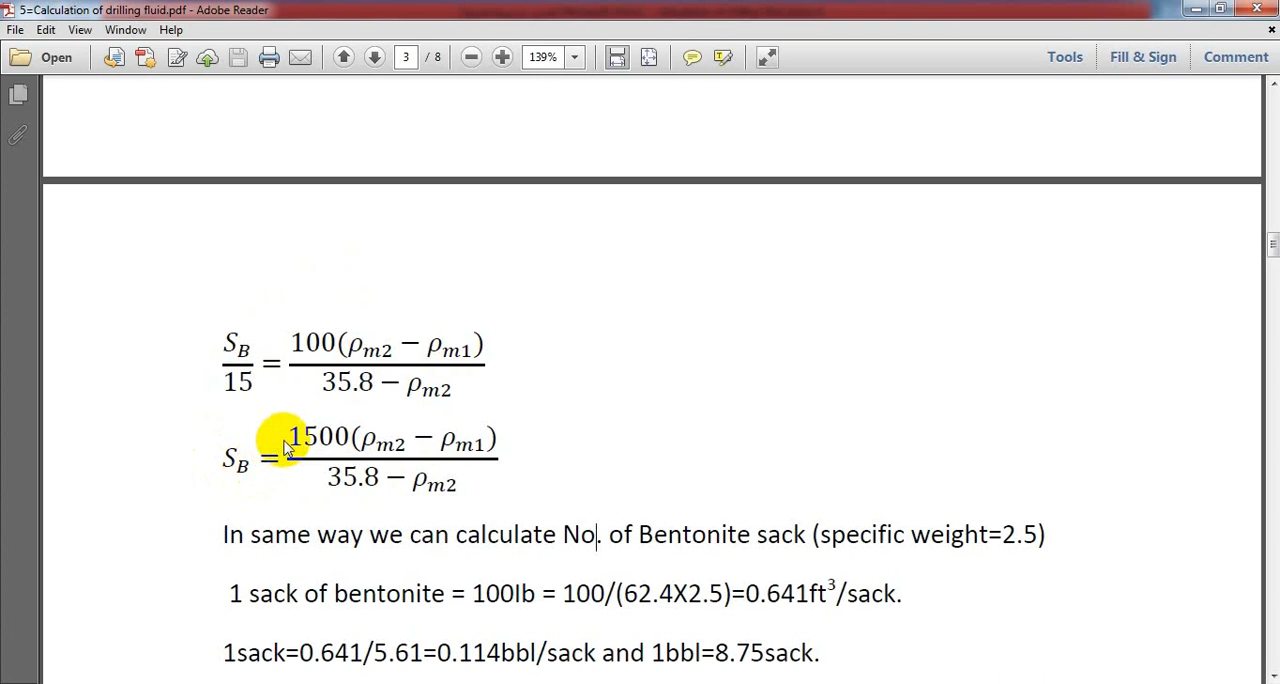 5=Calculation of drilling fluid.pdf - Adobe Reader
File Edit View Window Help
Open 3 / 8 139% Tools Fill & Sign Comment
S_B/15 = 100(ρ_m2 − ρ_m1)/35.8 − ρ_m2
S_B = 1500(ρ_m2 − ρ_m1)/35.8 − ρ_m2
In same way we can calculate No. of Bentonite sack (specific weight=2.5)
1 sack of bentonite = 100Ib = 100/(62.4X2.5)=0.641ft³/sack.
1sack=0.641/5.61=0.114bbl/sack and 1bbl=8.75sack.